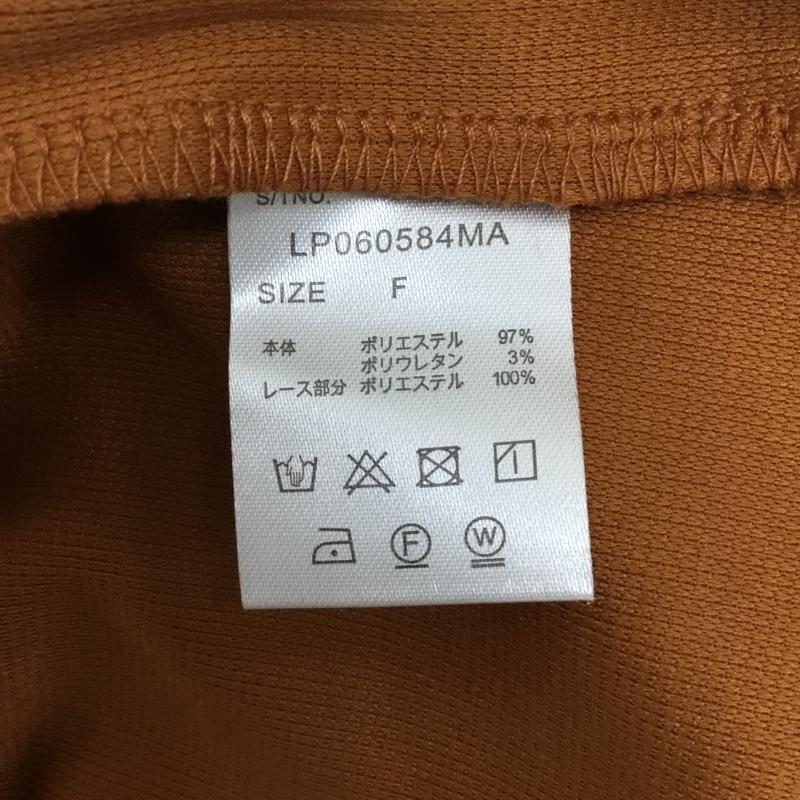 S/T NO.
LP060584MA
SIZE F
本体 ポリエステル 97%
ポリウレタン 3%
レース部分 ポリエステル 100%
F W